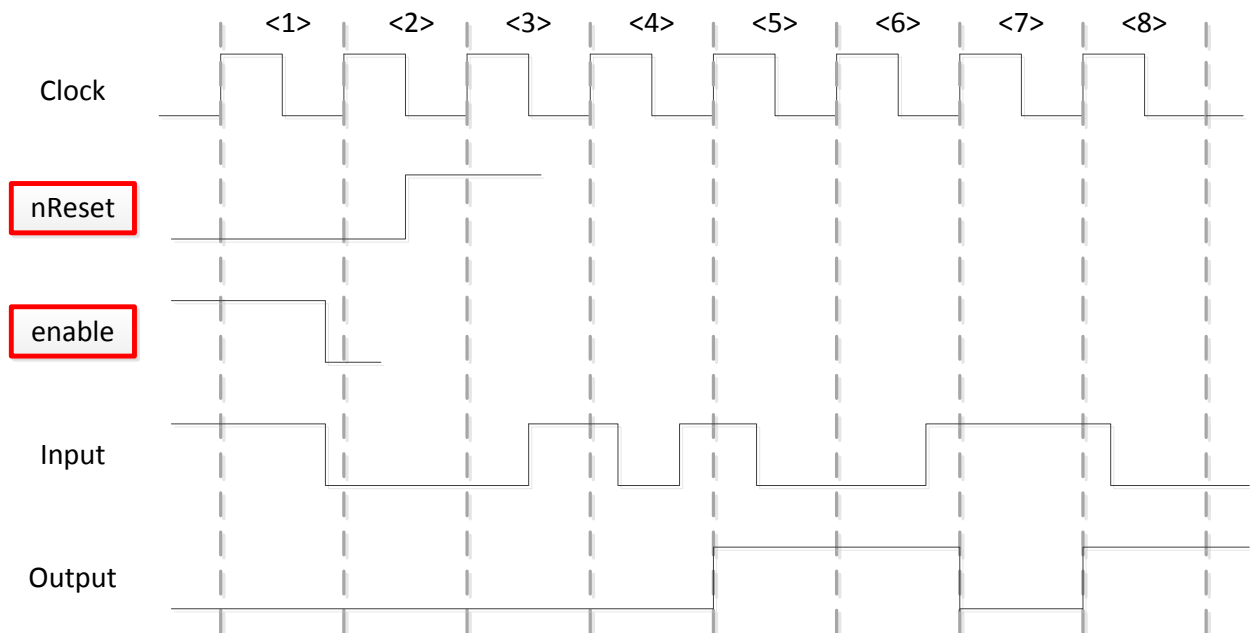 <1> <2> <3> <4> <5> <6> <7> <8>
Clock
nReset
enable
Input
Output